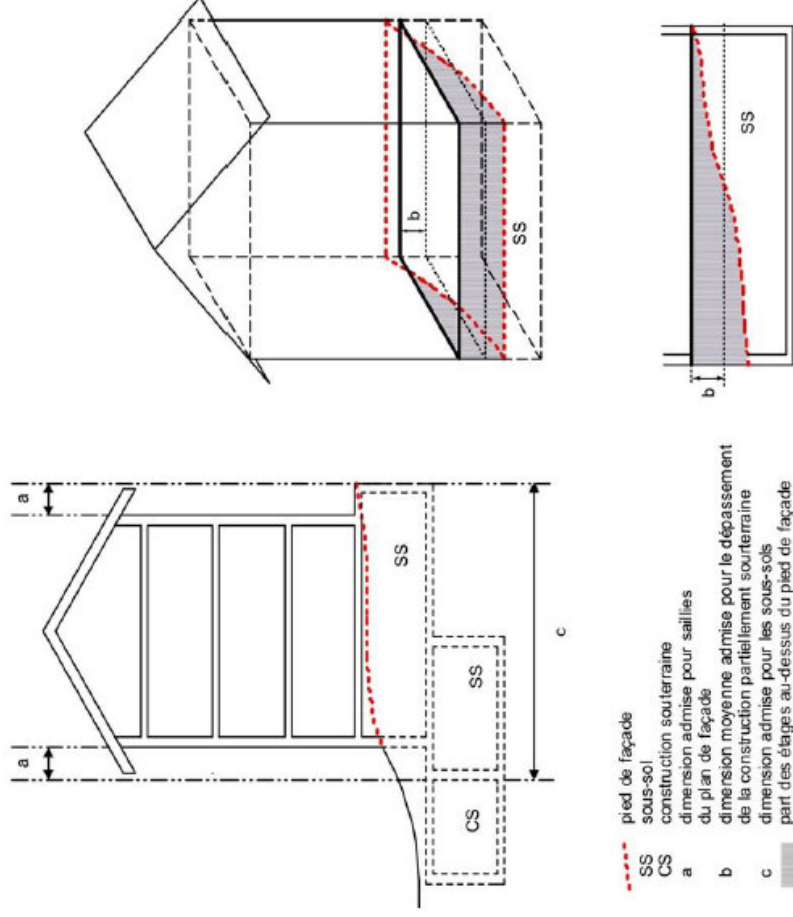 a
a
SS
SS
CS
c
b
SS
b
SS
pied de façade
SS sous-sol
CS construction souterraine
a dimension admise pour saillies
du plan de façade
b dimension moyenne admise pour le dépassement
de la construction partiellement sourterraine
c dimension admise pour les sous-sols
part des étages au-dessus du pied de façade